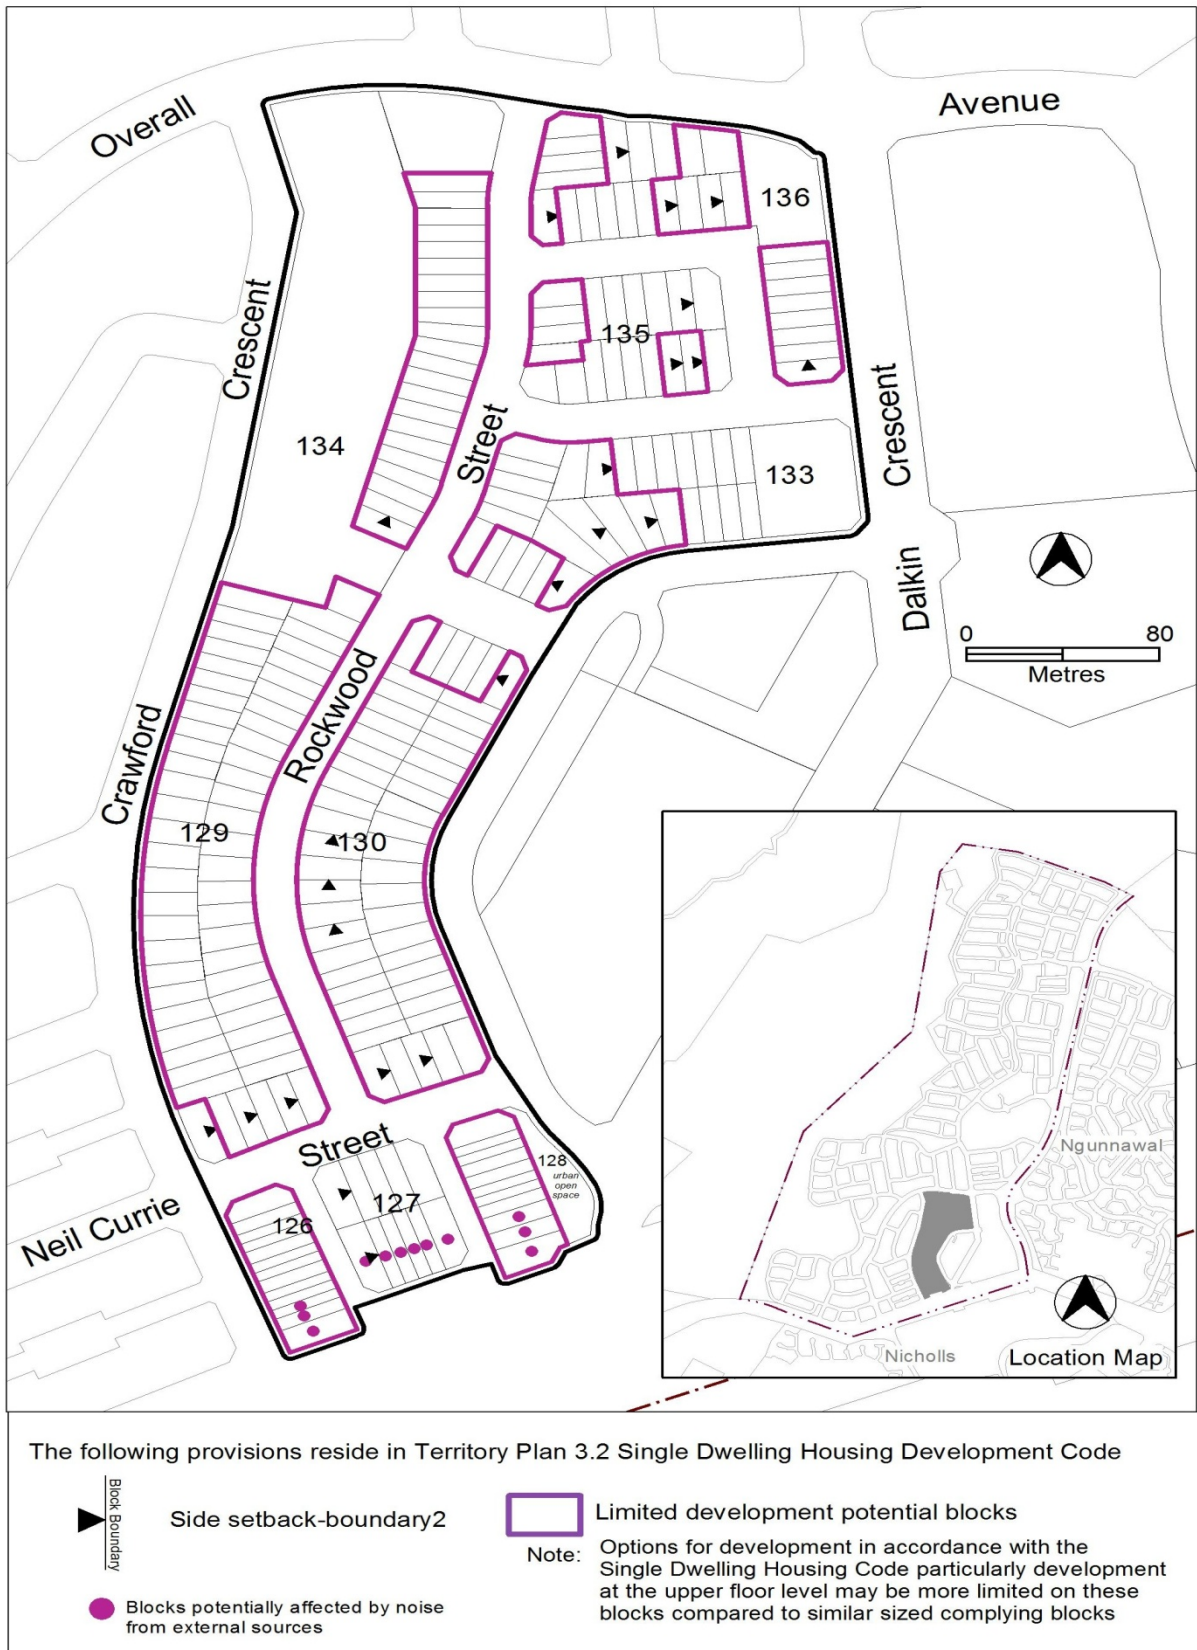 Overall
Avenue
136
Crescent
135
134
Street
133
Crescent
Dalkin
0 80
Metres
Rockwood
Crawford
129
130
Street
128
urban
open
space
127
126
Neil Currie
Ngunnawal
Nicholls
Location Map
The following provisions reside in Territory Plan 3.2 Single Dwelling Housing Development Code
Block Boundary
Side setback-boundary2
Limited development potential blocks
Note: Options for development in accordance with the
Single Dwelling Housing Code particularly development
at the upper floor level may be more limited on these
blocks compared to similar sized complying blocks
Blocks potentially affected by noise
from external sources